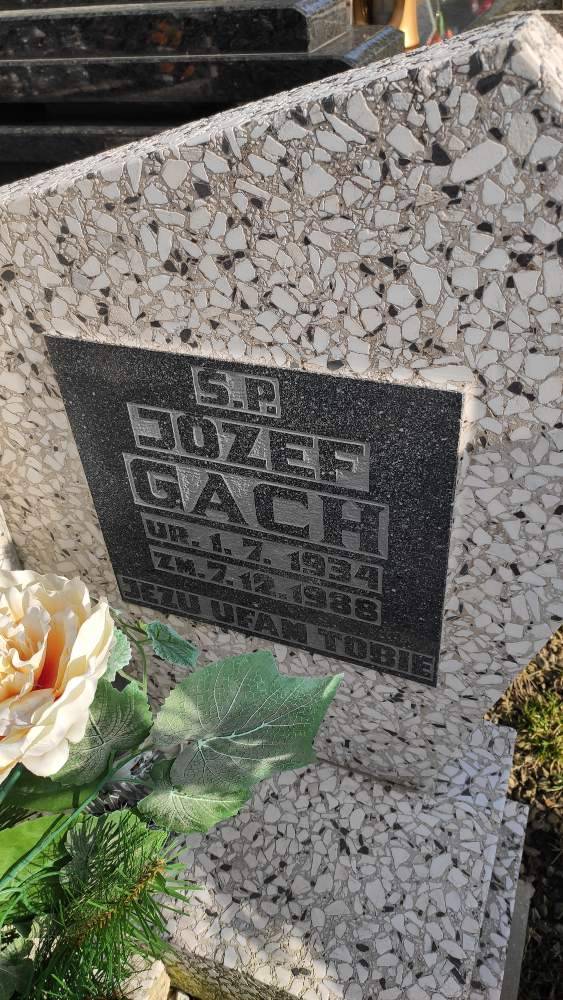 S.P.
JOZEF
GACH
UR. 1. 7. 1934
ZM. 7. 12. 1988
JEZU UFAM TOBIE